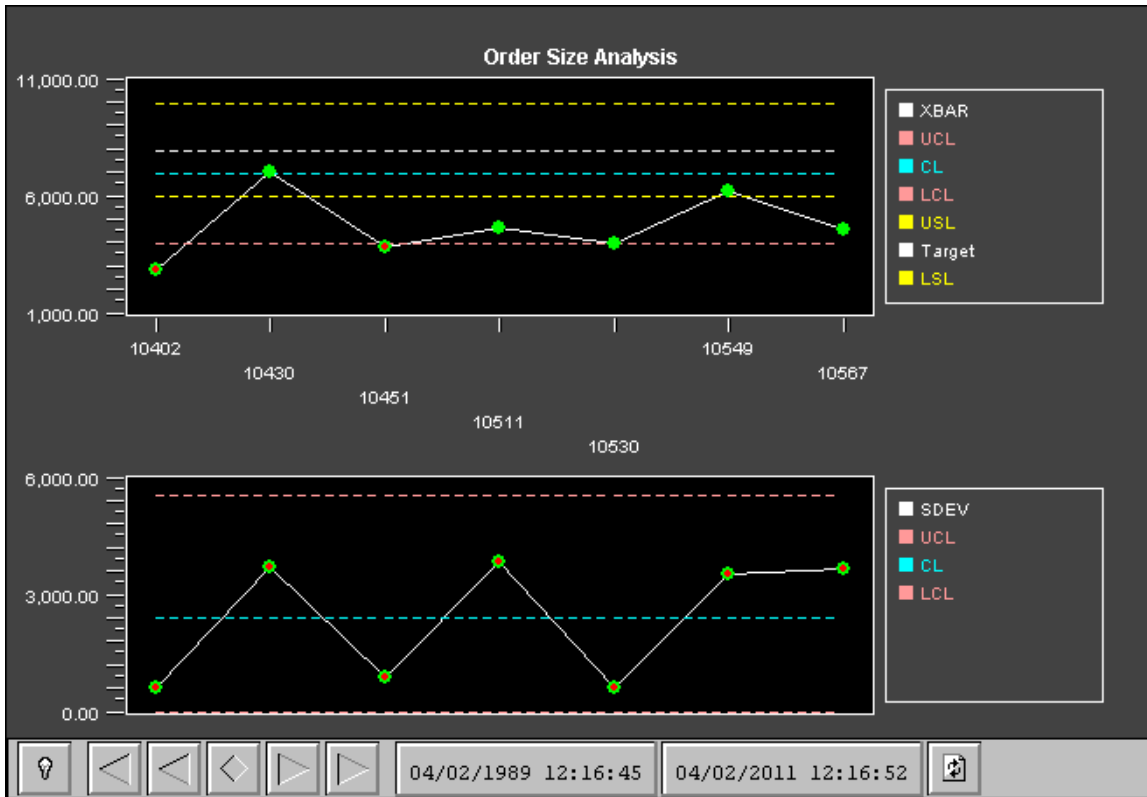 Order Size Analysis
11,000.00
6,000.00
1,000.00
XBAR
UCL
CL
LCL
USL
Target
LSL
10402
10430
10451
10511
10530
10549
10567
6,000.00
3,000.00
0.00
SDEV
UCL
CL
LCL
04/02/1989 12:16:45
04/02/2011 12:16:52